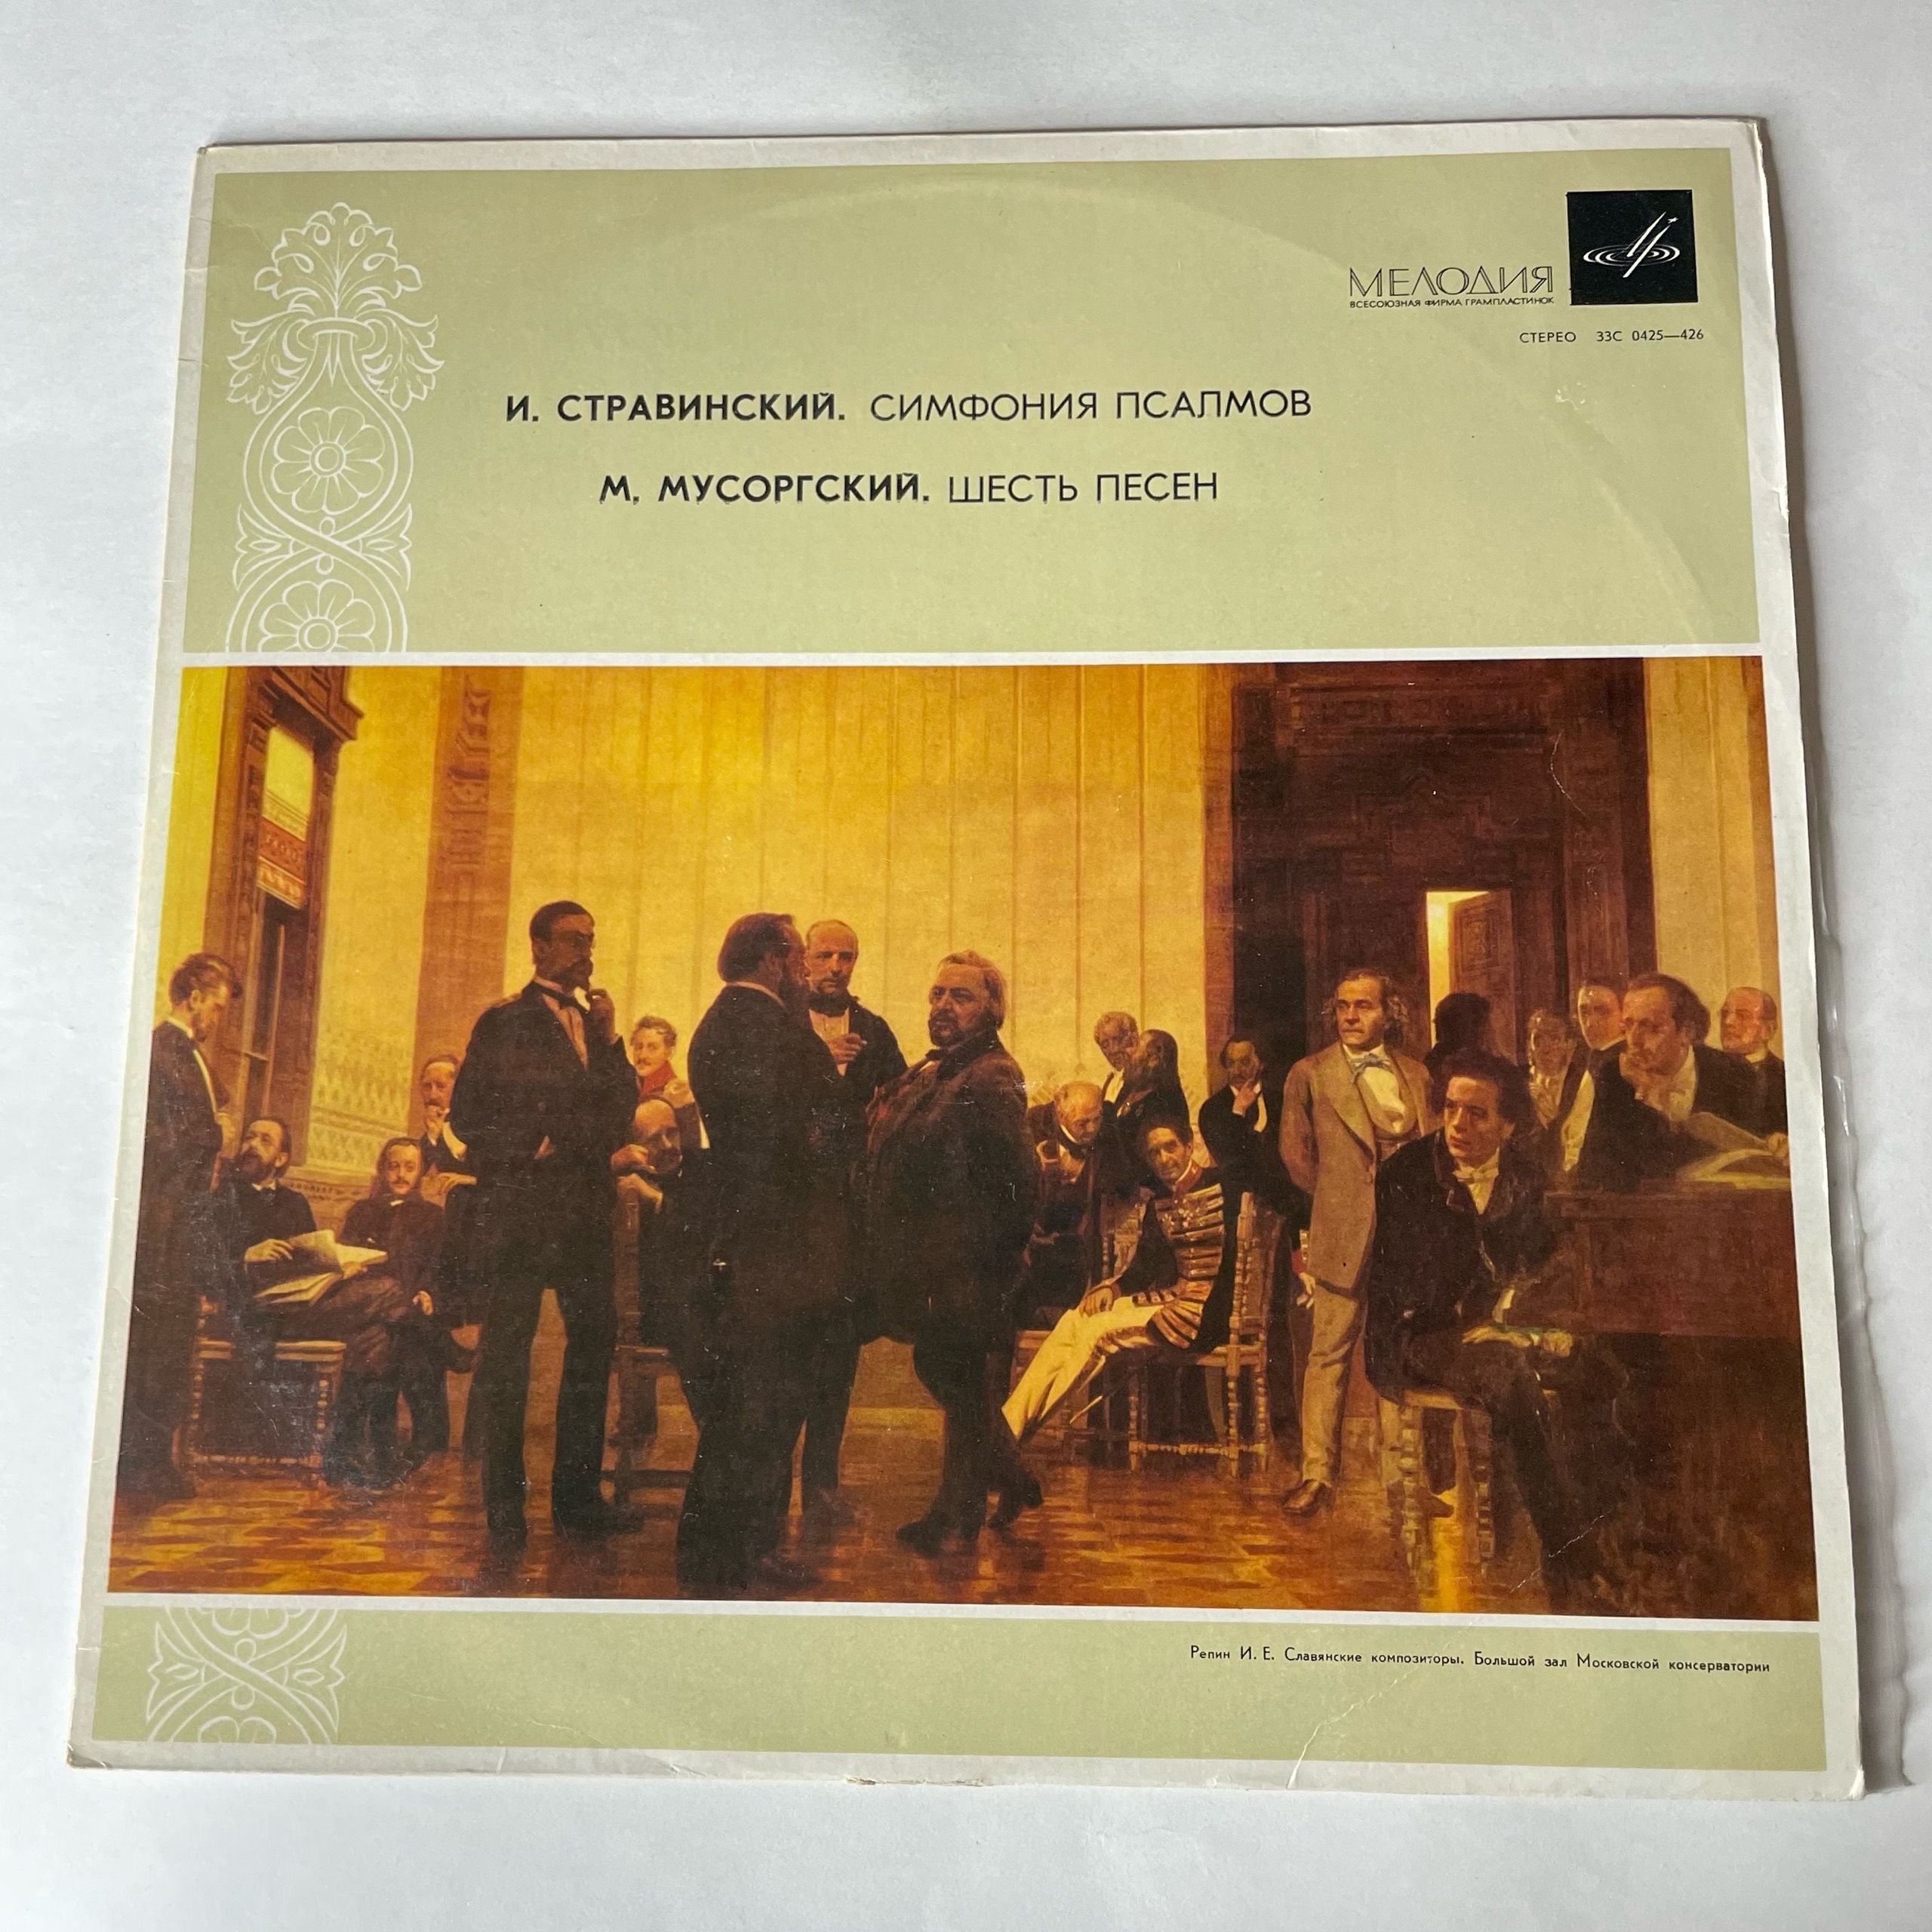 МЕЛОДИЯ
ВСЕСОЮЗНАЯ ФИРМА ГРАМПЛАСТИНОК
СТЕРЕО 33С 0425—426
И. СТРАВИНСКИЙ. СИМФОНИЯ ПСАЛМОВ
М. МУСОРГСКИЙ. ШЕСТЬ ПЕСЕН
Репин И. Е. Славянские композиторы. Большой зал Московской консерватории